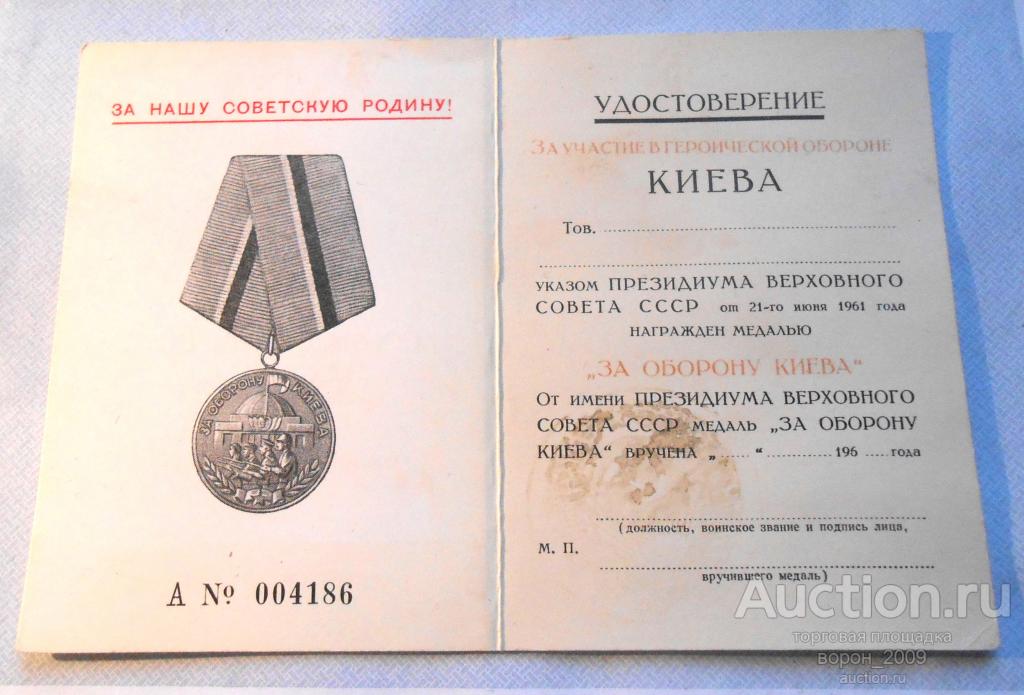 ЗА НАШУ СОВЕТСКУЮ РОДИНУ!
ЗА ОБОРОНУ КИЕВА
А № 004186
УДОСТОВЕРЕНИЕ
ЗА УЧАСТИЕ В ГЕРОИЧЕСКОЙ ОБОРОНЕ
КИЕВА
Тов.
УКАЗОМ ПРЕЗИДИУМА ВЕРХОВНОГО
СОВЕТА СССР от 21-го июня 1961 года
НАГРАЖДЕН МЕДАЛЬЮ
„ЗА ОБОРОНУ КИЕВА“
От имени ПРЕЗИДИУМА ВЕРХОВНОГО
СОВЕТА СССР МЕДАЛЬ „ЗА ОБОРОНУ
КИЕВА“ ВРУЧЕНА „......“ ............196 .....года
(должность, воинское звание и подпись лица,
М. П.
вручившего медаль)
Auction.ru
торговая площадка
ворон_2009
auction.ru